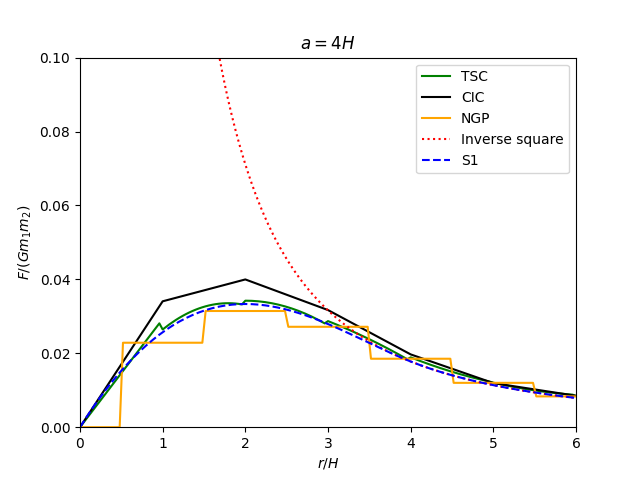 a = 4H
0.10
0.08
0.06
0.04
0.02
0.00
F/(Gm₁m₂)
TSC
CIC
NGP
Inverse square
S1
0 1 2 3 4 5 6
r/H